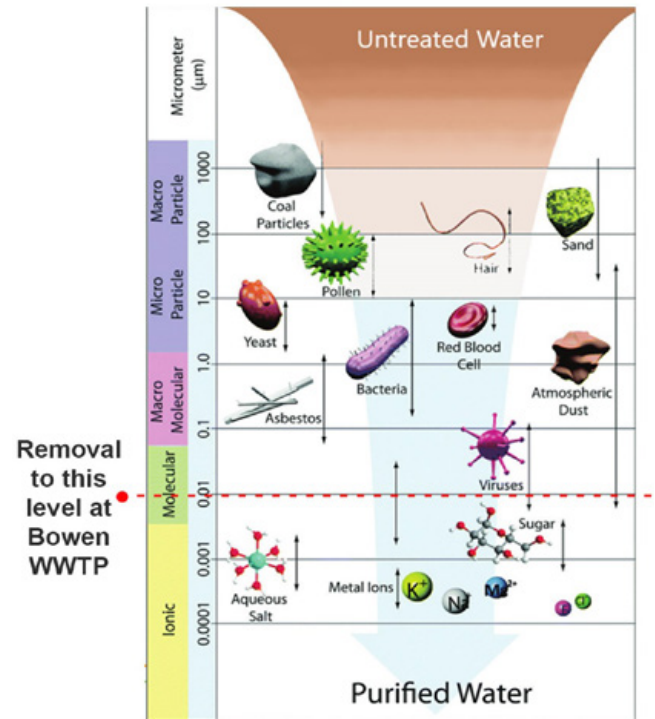 Untreated Water
Micrometer
(µm)
1000
Macro
Particle
Coal
Particles
Sand
100
Hair
Pollen
Micro
Particle
10
Yeast
Red Blood
Cell
Bacteria
1.0
Atmospheric
Dust
Macro
Molecular
Asbestos
0.1
Removal
to this
level at
Bowen
WWTP
Molecular
Viruses
0.01
Sugar
0.001
Aqueous
Salt
Metal Ions
K+
Ionic
0.0001
Purified Water